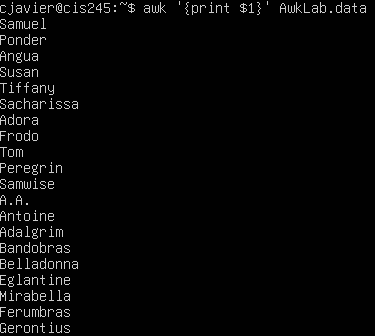 cjavier@cis245:~$ awk '{print $1}' AwkLab.data
Samuel
Ponder
Angua
Susan
Tiffany
Sacharissa
Adora
Frodo
Tom
Peregrin
Samwise
A.A.
Antoine
Adalgrim
Bandobras
Belladonna
Eglantine
Mirabella
Ferumbras
Gerontius